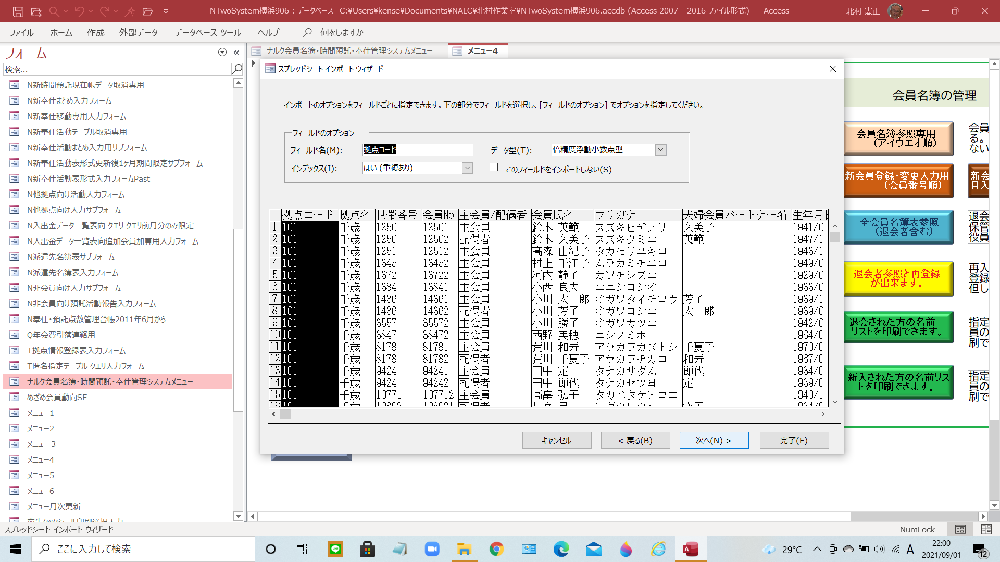 NTwoSystem横浜906 : データベース- C:¥Users¥kense¥Documents¥NALC¥北村作業室¥NTwoSystem横浜906.accdb (Access 2007 - 2016 ファイル形式) - Access
北村 憲正
ファイル ホーム 作成 外部データ データベース ツール ヘルプ 何をしますか
フォーム
検索...
N新時間預託現在帳データ取消専用
N新奉仕まとめ入力フォーム
N新奉仕移動専用入力フォーム
N新奉仕活動テーブル取消専用
N新奉仕活動まとめ入力用サブフォーム
N新奉仕活動表形式更新後1ヶ月期間限定サブフォーム
N新奉仕活動表形式入力フォームPast
N他拠点向け活動入力フォーム
N他拠点向け入力サブフォーム
N入出金データ一覧表向 クエリ クエリ前月分のみ限定
N入出金データ一覧表向追加会員加算用入力フォーム
N派遣先名簿表サブフォーム
N派遣先名簿表入力フォーム
N非会員向け入力サブフォーム
N非会員向け預託活動報告入力フォーム
N奉仕・預託点数管理台帳2011年6月から
Q年会費引落連絡用
T拠点情報登録表入力フォーム
T匿名指定テーブル クエリ入力フォーム
ナルク会員名簿・時間預託・奉仕管理システムメニュー
めざめ会員動向SF
メニュー1
メニュー2
メニュー３
メニュー4
メニュー5
メニュー6
メニュー月次更新
ナルク会員名簿・時間預託・奉仕管理システムメニュー
メニュー4
スプレッドシート インポート ウィザード
インポートのオプションをフィールドごとに指定できます。下の部分でフィールドを選択し、[フィールドのオプション] でオプションを指定してください。
フィールドのオプション
フィールド名(M): 拠点コード データ型(T): 倍精度浮動小数点型
インデックス(I): はい (重複あり) このフィールドをインポートしない(S)
拠点コード 拠点名 世帯番号 会員No 主会員/配偶者 会員氏名 フリガナ 夫婦会員パートナー名 生年月日
1 101 千歳 1250 12501 主会員 鈴木 英範 スズキヒデノリ 久美子 1941/0
2 101 千歳 1250 12502 配偶者 鈴木 久美子 スズキクミコ 英範 1947/1
3 101 千歳 1251 12512 主会員 高森 由紀子 タカモリユキコ 1943/1
4 101 千歳 1345 13452 主会員 村上 千江子 ムラカミチエコ 1949/0
5 101 千歳 1372 13722 主会員 河内 静子 カワチシズコ 1929/0
6 101 千歳 1384 13841 主会員 小西 良夫 コニシヨシオ 1933/0
7 101 千歳 1436 14361 主会員 小川 太一郎 オガワタイチロウ 芳子 1939/1
8 101 千歳 1436 14362 配偶者 小川 芳子 オガワヨシコ 太一郎 1939/0
9 101 千歳 3557 35572 主会員 小川 勝子 オガワカツコ 1942/0
10 101 千歳 3847 38472 主会員 西野 美穂 ニシノミホ 1964/0
11 101 千歳 8178 81781 主会員 荒川 和寿 アラカワカズトシ 千夏子 1970/0
12 101 千歳 8178 81782 配偶者 荒川 千夏子 アラカワチカコ 和寿 1967/0
13 101 千歳 9424 94241 主会員 田中 定 タナカサダム 節代 1934/0
14 101 千歳 9424 94242 配偶者 田中 節代 タナカセツヨ 定 1939/0
15 101 千歳 10771 107712 主会員 高畠 弘子 タカバタケヒロコ 1940/1
キャンセル < 戻る(B) 次へ(N) > 完了(F)
会員名簿の管理
会員名簿参照専用
（アイウエオ順）
会員
る。
ない
新会員登録・変更入力用
（会員番号順）
新会
目入
全会員名簿表参照
（退会者含む）
退会
保管
役員
退会者参照と再登録
が出来ます。
再入
登録
但し
退会された方の名前
リストを印刷できます。
指定
員の
刷で
新入された方の名前リス
トを印刷できます。
指定
員の
刷で
スプレッドシート インポート ウィザード
NumLock
ここに入力して検索
29°C
A
22:00
2021/09/01
12